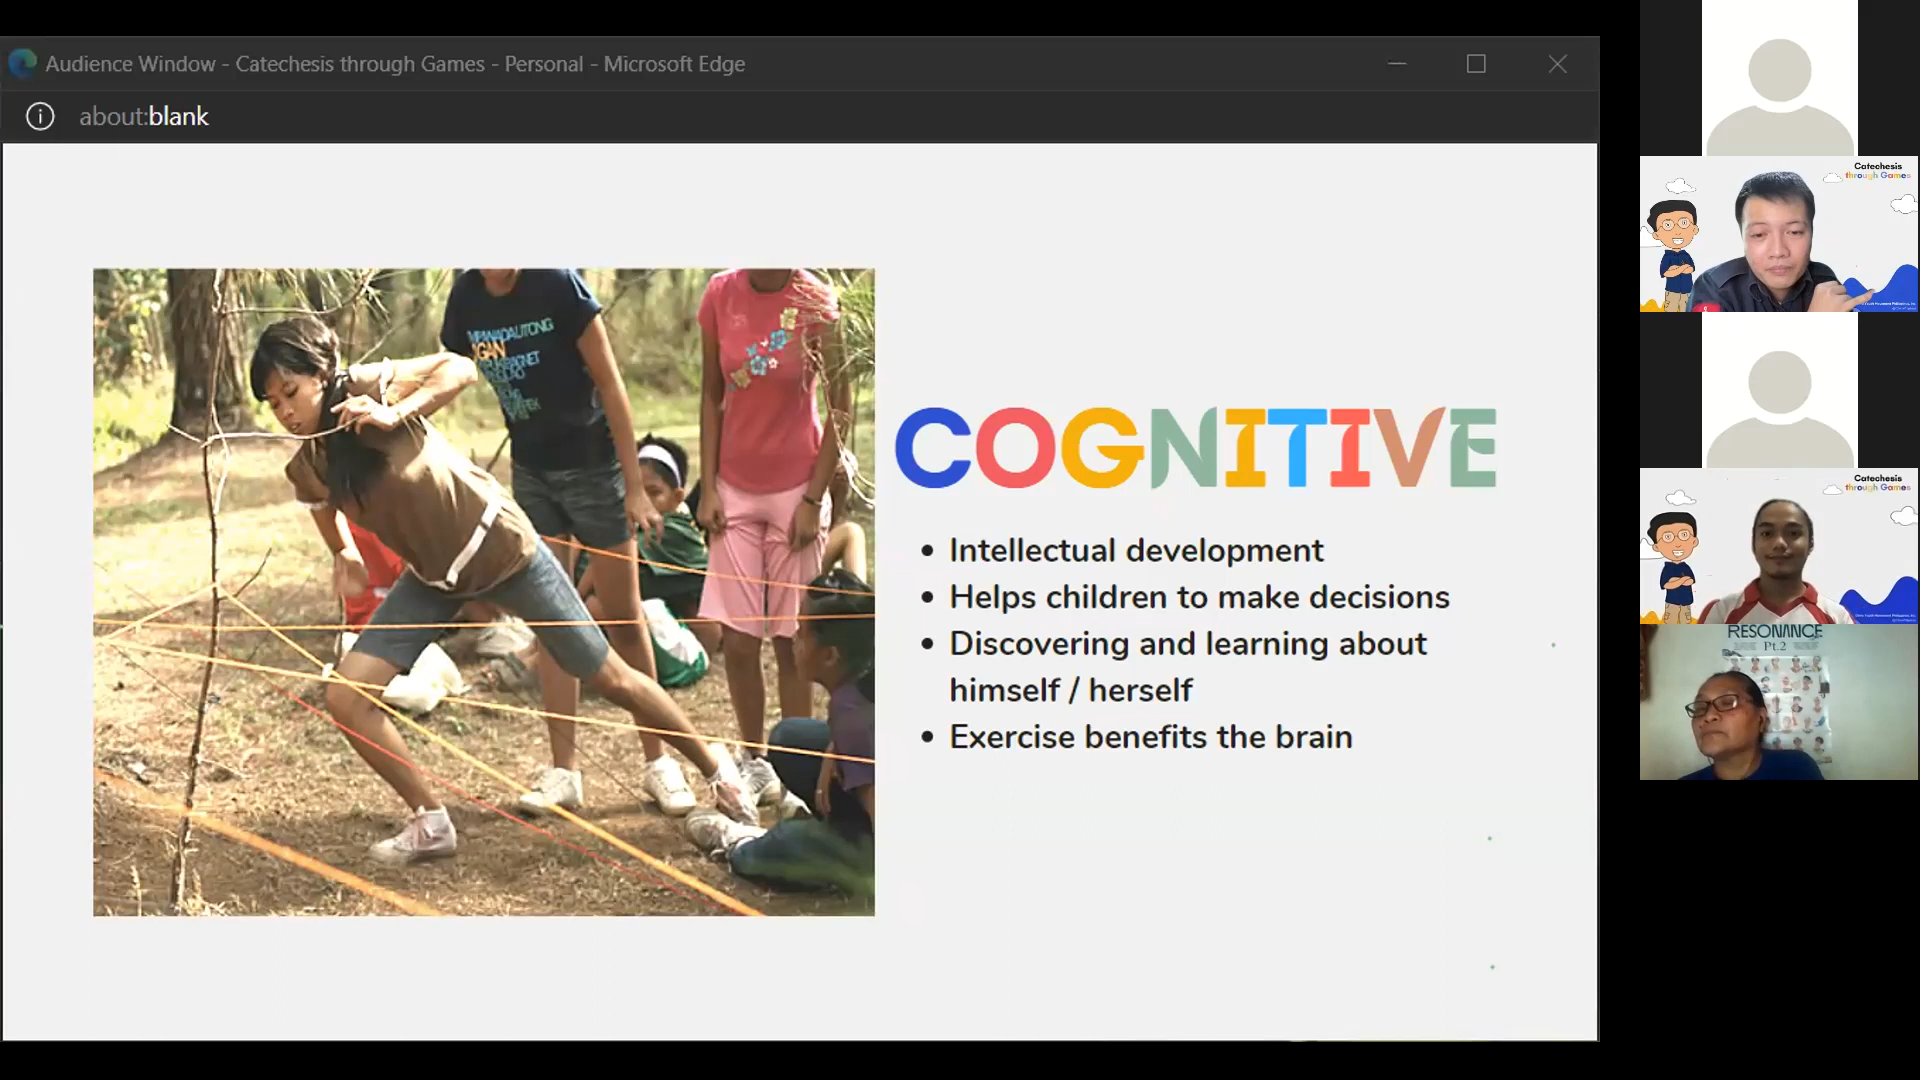 Audience Window - Catechesis through Games - Personal - Microsoft Edge
about:blank
COGNITIVE
• Intellectual development
• Helps children to make decisions
• Discovering and learning about
himself / herself
• Exercise benefits the brain
Catechesis
through Games
Catechesis
through Games
RESONANCE
Pt.2